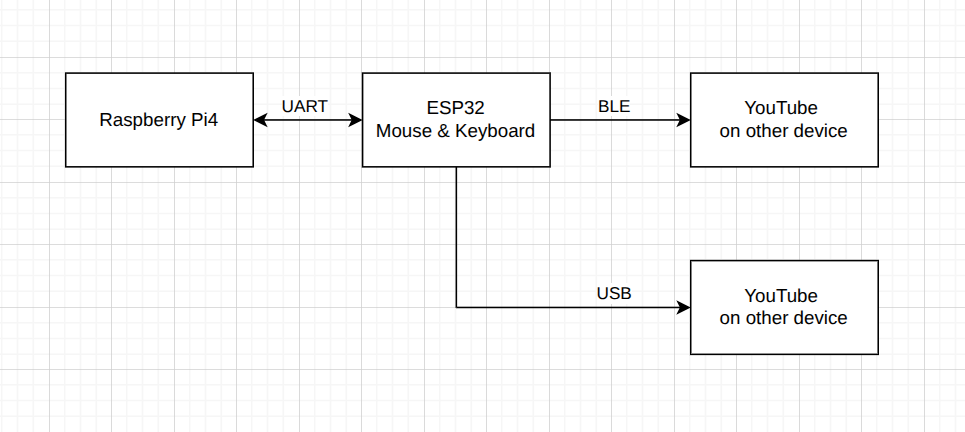 Raspberry Pi4
UART
ESP32
Mouse & Keyboard
BLE
YouTube
on other device
USB
YouTube
on other device